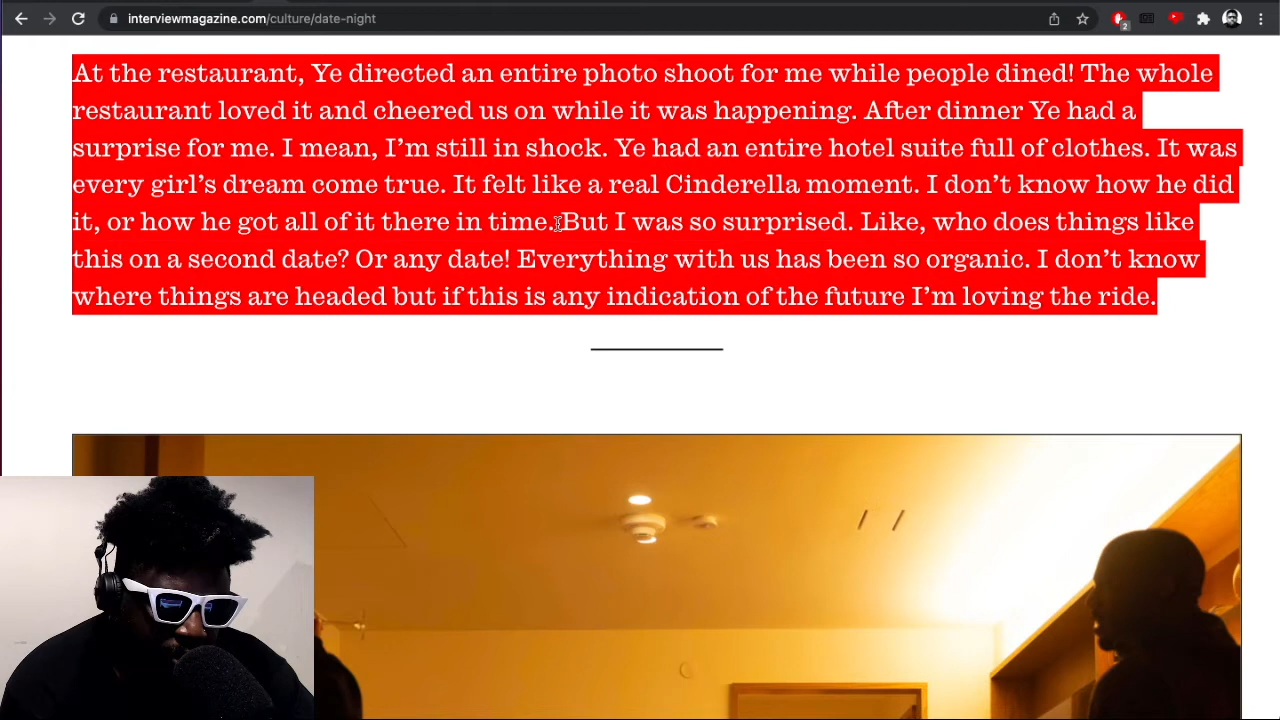 interviewmagazine.com/culture/date-night
2
At the restaurant, Ye directed an entire photo shoot for me while people dined! The whole
restaurant loved it and cheered us on while it was happening. After dinner Ye had a
surprise for me. I mean, I’m still in shock. Ye had an entire hotel suite full of clothes. It was
every girl’s dream come true. It felt like a real Cinderella moment. I don’t know how he did
it, or how he got all of it there in time. But I was so surprised. Like, who does things like
this on a second date? Or any date! Everything with us has been so organic. I don’t know
where things are headed but if this is any indication of the future I’m loving the ride.